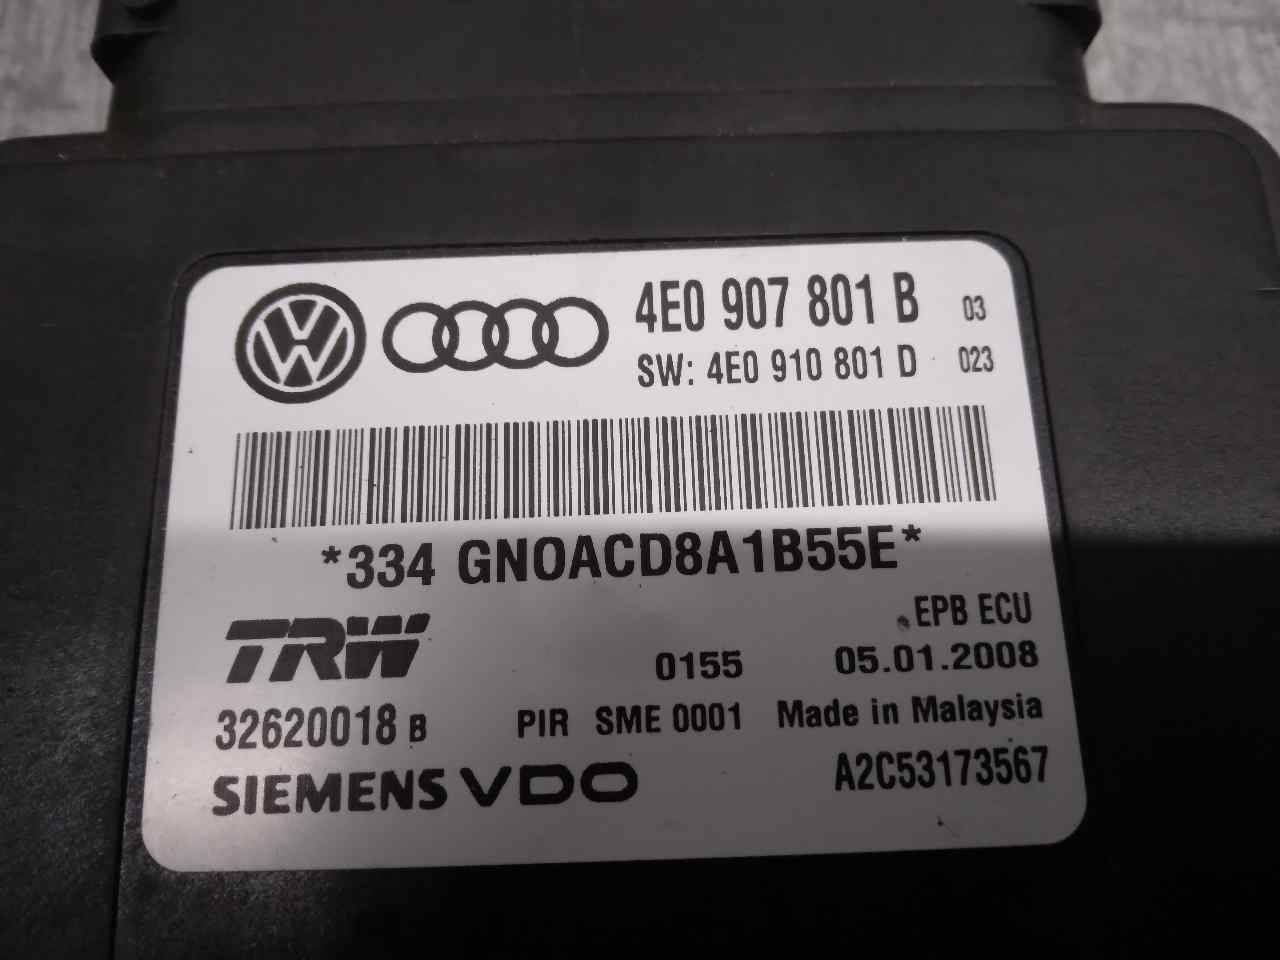 4E0 907 801 B 03
SW: 4E0 910 801 D 023
*334 GN0ACD8A1B55E*
EPB ECU
TRW 0155 05.01.2008
32620018 B PIR SME 0001 Made in Malaysia
SIEMENS VDO A2C53173567